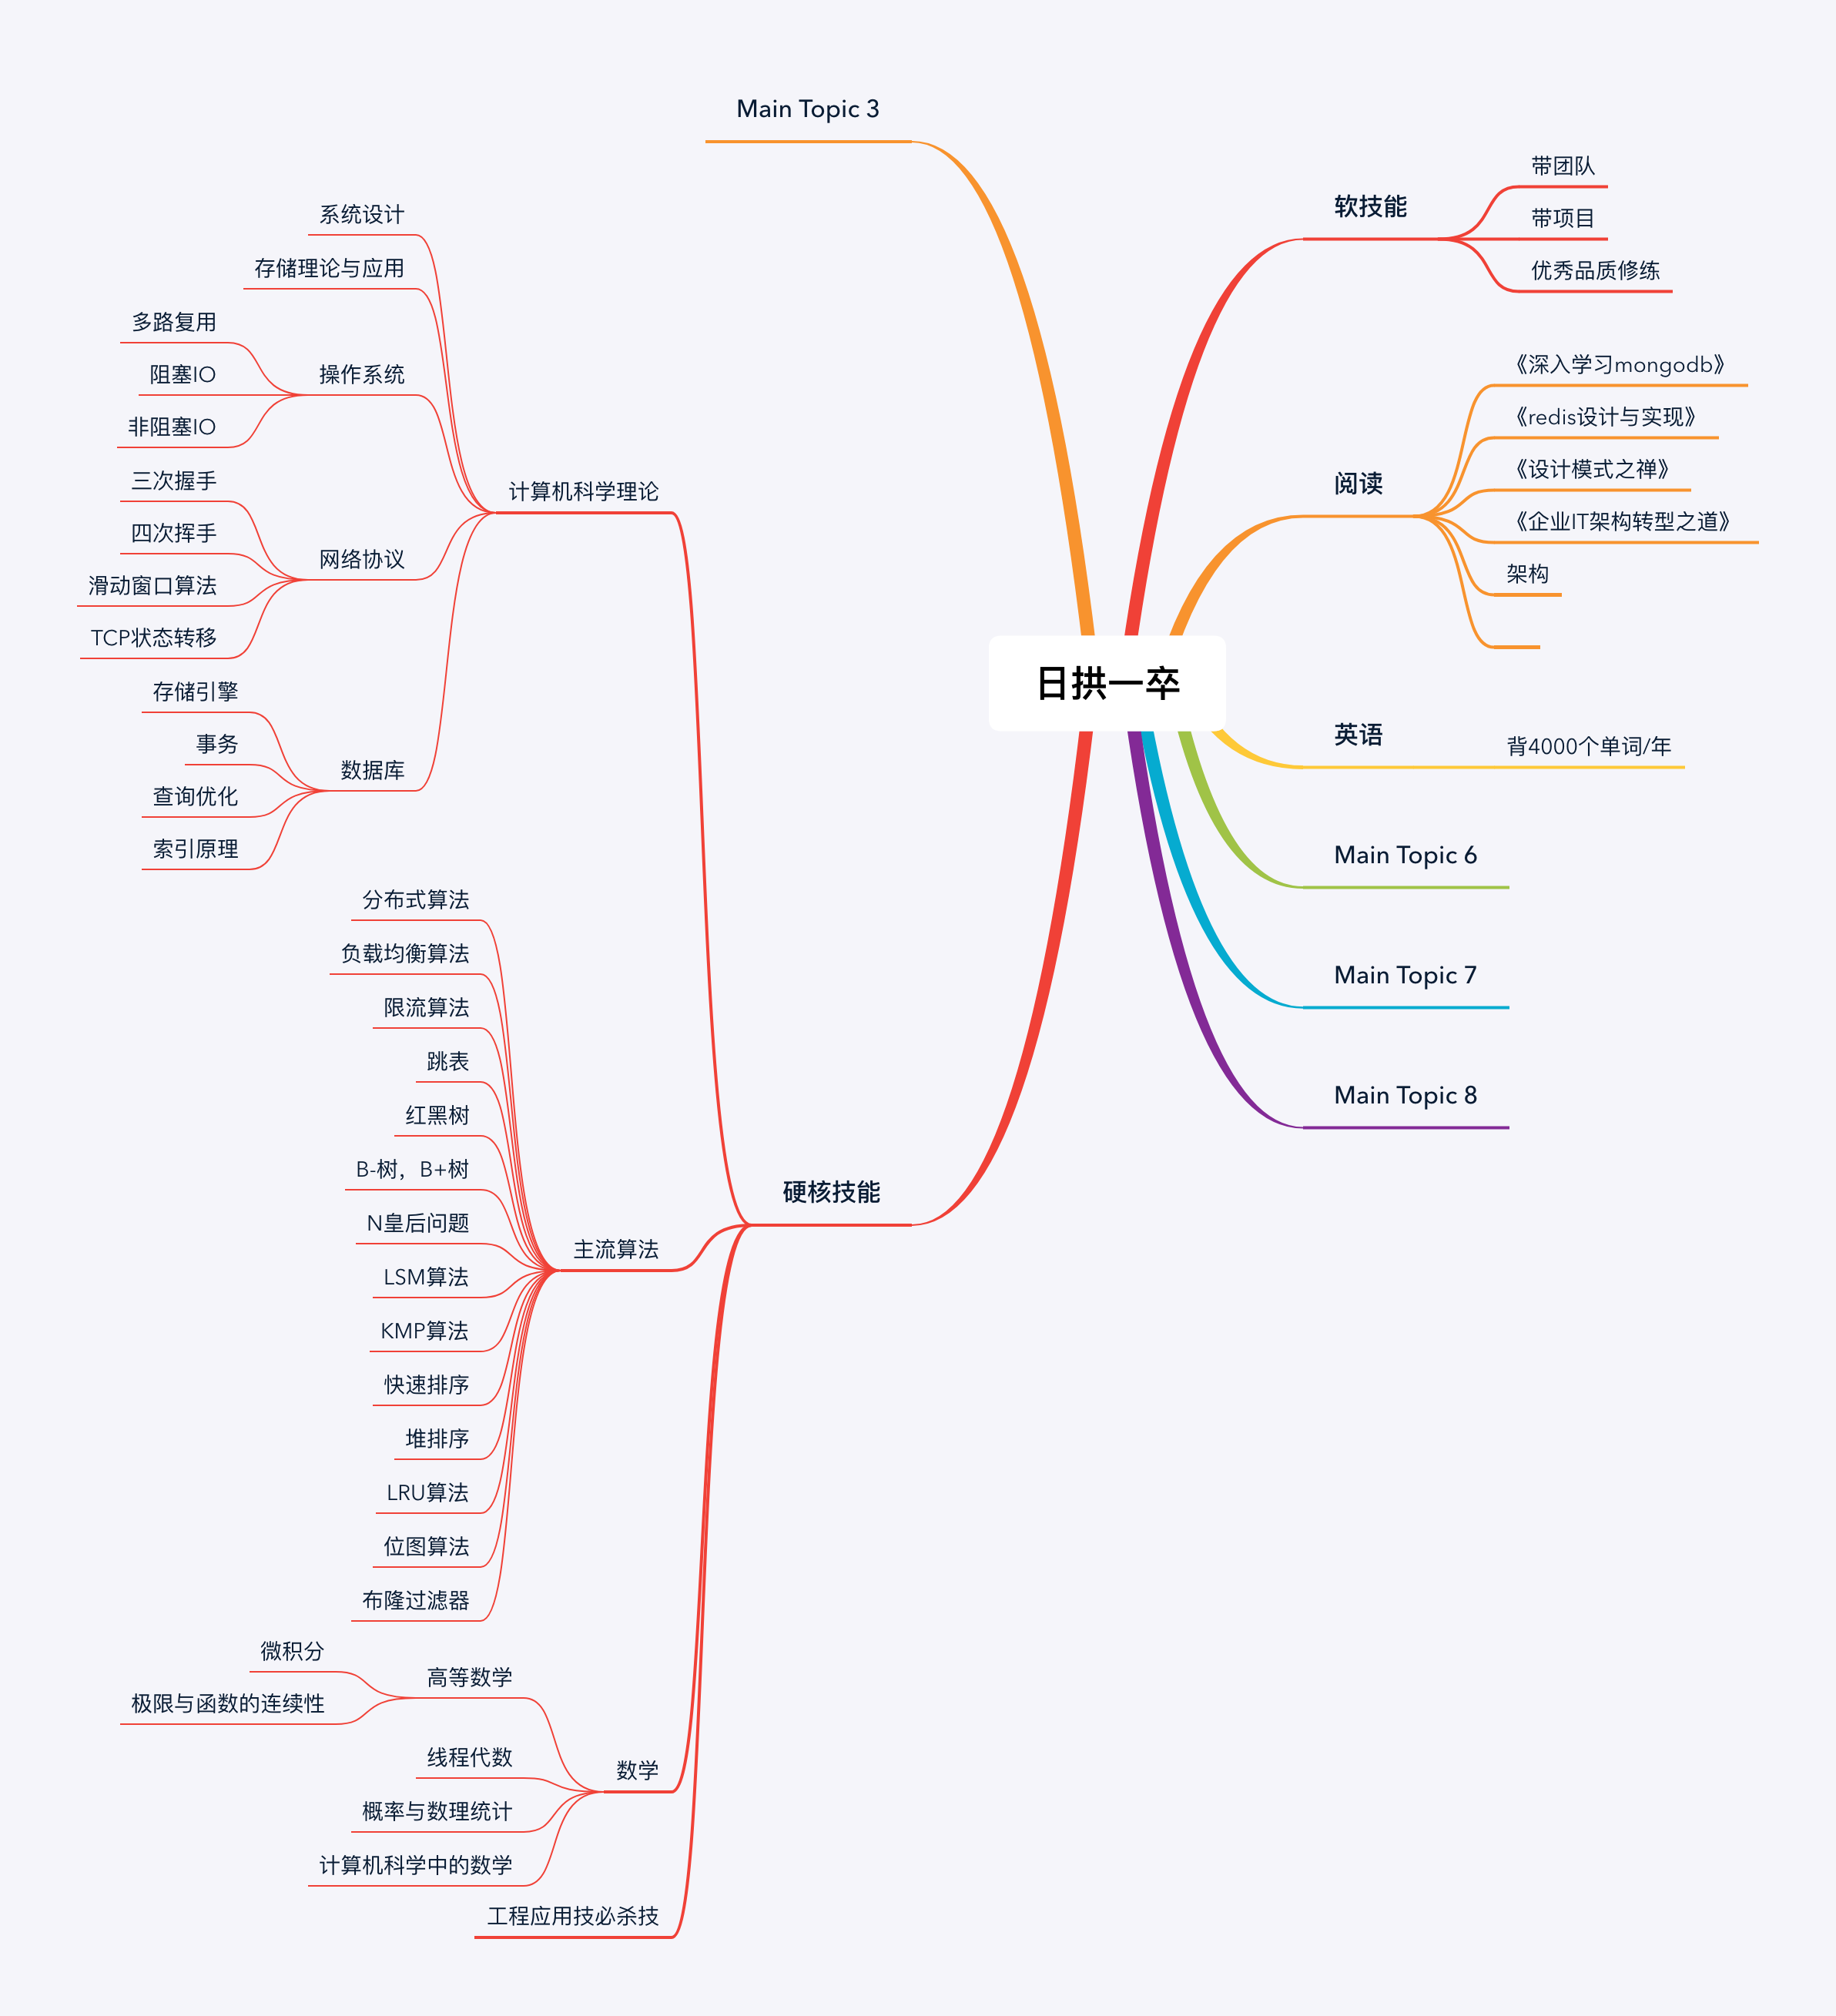 日拱一卒
软技能
带团队
带项目
优秀品质修练
阅读
《深入学习mongodb》
《redis设计与实现》
《设计模式之禅》
《企业IT架构转型之道》
架构
英语
背4000个单词/年
Main Topic 6
Main Topic 7
Main Topic 8
Main Topic 3
硬核技能
计算机科学理论
系统设计
存储理论与应用
操作系统
多路复用
阻塞IO
非阻塞IO
网络协议
三次握手
四次挥手
滑动窗口算法
TCP状态转移
数据库
存储引擎
事务
查询优化
索引原理
主流算法
分布式算法
负载均衡算法
限流算法
跳表
红黑树
B-树，B+树
N皇后问题
LSM算法
KMP算法
快速排序
堆排序
LRU算法
位图算法
布隆过滤器
数学
高等数学
微积分
极限与函数的连续性
线程代数
概率与数理统计
计算机科学中的数学
工程应用技必杀技